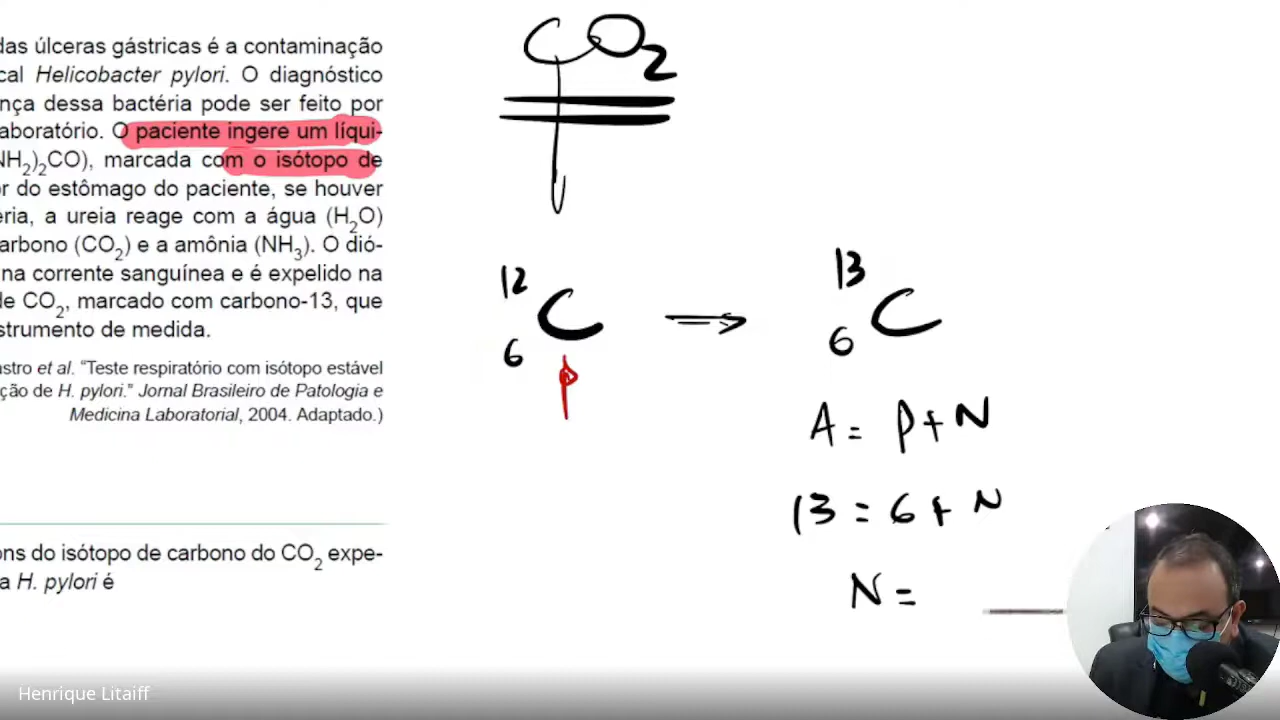 das úlceras gástricas é a contaminação
cal Helicobacter pylori. O diagnóstico
nça dessa bactéria pode ser feito por
aboratório. O paciente ingere um líqui-
NH2)2CO), marcada com o isótopo de
or do estômago do paciente, se houver
éria, a ureia reage com a água (H2O)
arbono (CO2) e a amônia (NH3). O dió-
na corrente sanguínea e é expelido na
de CO2, marcado com carbono-13, que
strumento de medida.
astro et al. “Teste respiratório com isótopo estável
ção de H. pylori.” Jornal Brasileiro de Patologia e
Medicina Laboratorial, 2004. Adaptado.)
ons do isótopo de carbono do CO2 expe-
a H. pylori é
CO2
12
6 C
P
13
6 C
A = P + N
13 = 6 + N
N =
Henrique Litaiff